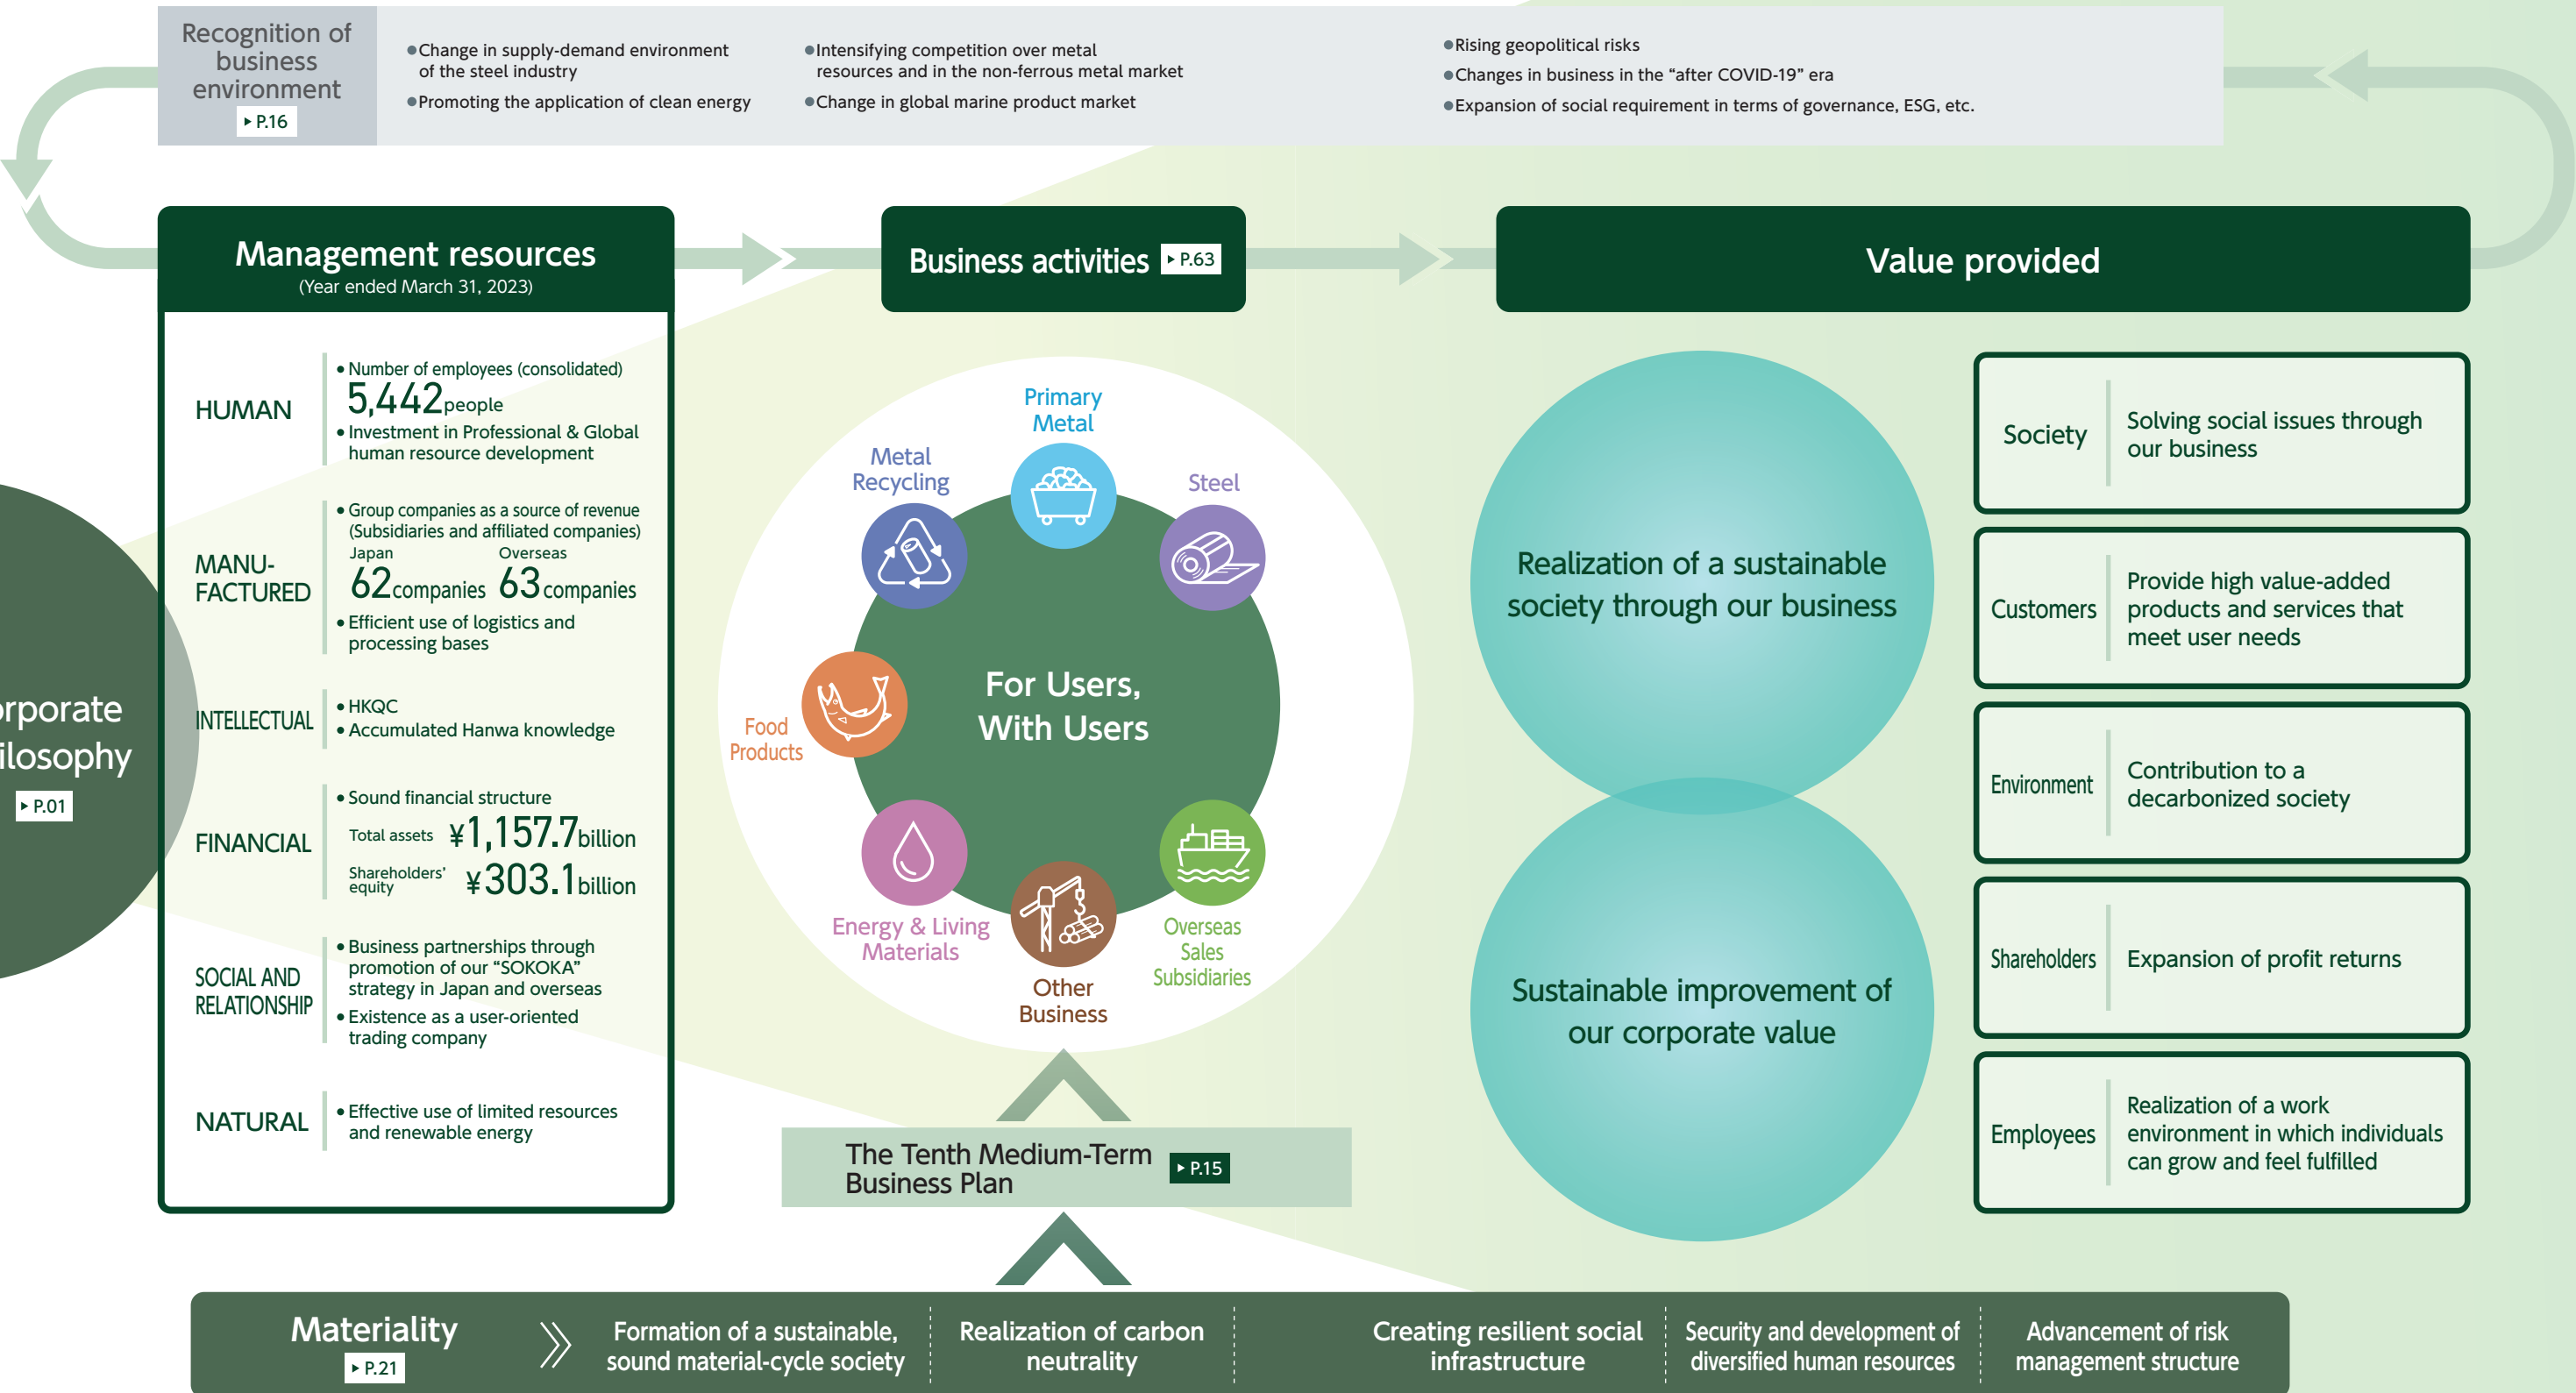 Recognition of
business
environment
P.16
●Change in supply-demand environment
of the steel industry
●Promoting the application of clean energy
●Intensifying competition over metal
resources and in the non-ferrous metal market
●Change in global marine product market
●Rising geopolitical risks
●Changes in business in the “after COVID-19” era
●Expansion of social requirement in terms of governance, ESG, etc.
orporate
ilosophy
P.01
Management resources
(Year ended March 31, 2023)
HUMAN
• Number of employees (consolidated)
5,442people
• Investment in Professional & Global
human resource development
MANU-
FACTURED
• Group companies as a source of revenue
(Subsidiaries and affiliated companies)
Japan Overseas
62companies 63companies
• Efficient use of logistics and
processing bases
INTELLECTUAL
• HKQC
• Accumulated Hanwa knowledge
FINANCIAL
• Sound financial structure
Total assets ¥1,157.7billion
Shareholders’
equity
¥303.1billion
SOCIAL AND
RELATIONSHIP
• Business partnerships through
promotion of our “SOKOKA”
strategy in Japan and overseas
• Existence as a user-oriented
trading company
NATURAL
• Effective use of limited resources
and renewable energy
Business activities P.63
Primary
Metal
Metal
Recycling
Steel
Food
Products
For Users,
With Users
Energy & Living
Materials
Other
Business
Overseas
Sales
Subsidiaries
The Tenth Medium-Term
Business Plan
P.15
Value provided
Realization of a sustainable
society through our business
Sustainable improvement of
our corporate value
Society
Solving social issues through
our business
Customers
Provide high value-added
products and services that
meet user needs
Environment
Contribution to a
decarbonized society
Shareholders
Expansion of profit returns
Employees
Realization of a work
environment in which individuals
can grow and feel fulfilled
Materiality
P.21
Formation of a sustainable,
sound material-cycle society
Realization of carbon
neutrality
Creating resilient social
infrastructure
Security and development of
diversified human resources
Advancement of risk
management structure